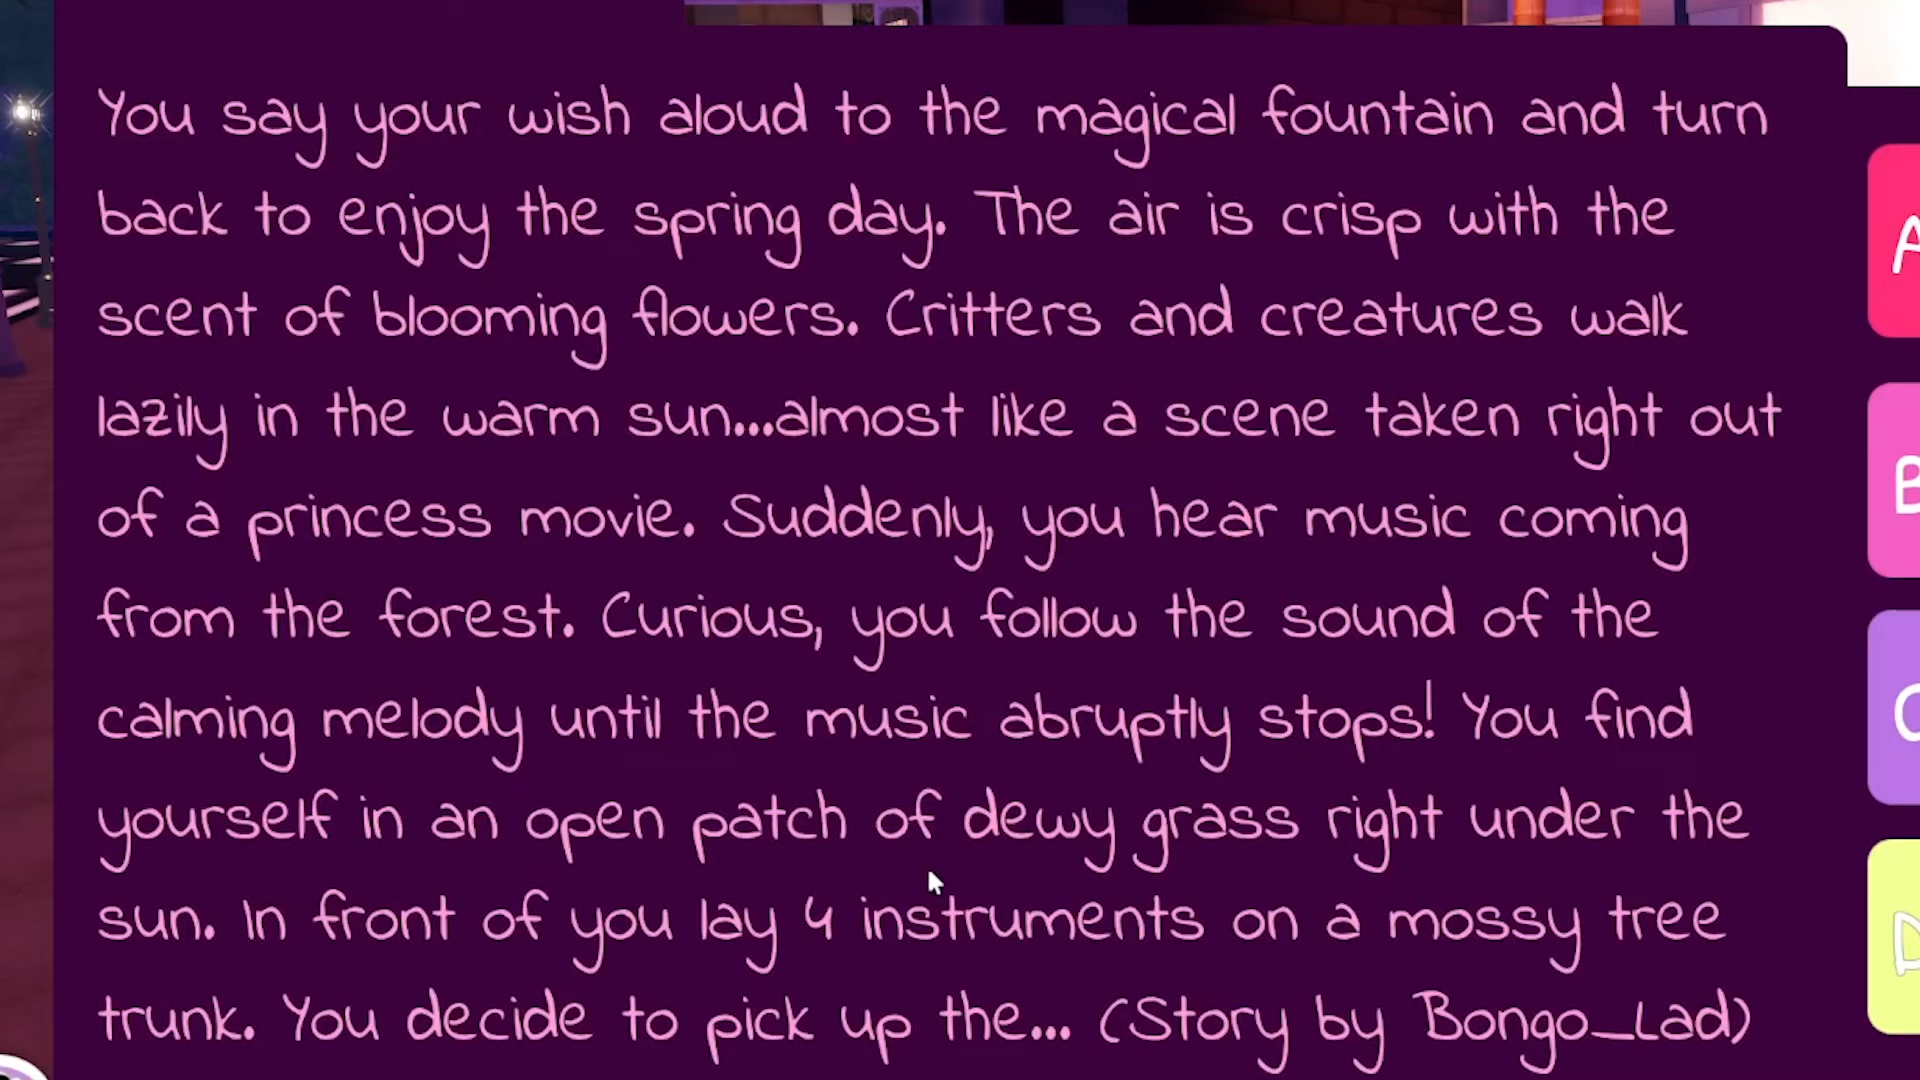 You say your wish aloud to the magical fountain and turn
back to enjoy the spring day. The air is crisp with the
scent of blooming flowers. Critters and creatures walk
lazily in the warm sun...almost like a scene taken right out
of a princess movie. Suddenly, you hear music coming
from the forest. Curious, you follow the sound of the
calming melody until the music abruptly stops! You find
yourself in an open patch of dewy grass right under the
sun. In front of you lay 4 instruments on a mossy tree
trunk. You decide to pick up the... (Story by Bongo_Lad)
A
B
C
D